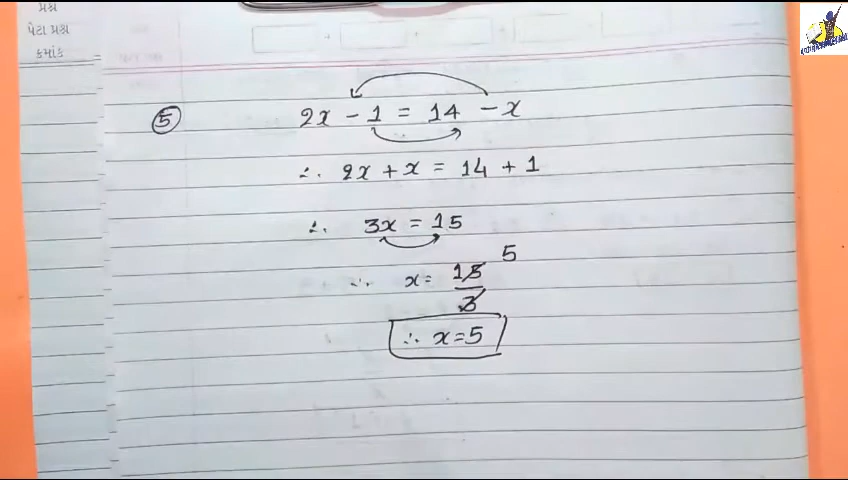 પ્રશ્ન
પેટા પ્રશ્ન
ક્રમાંક
⑤ 2x - 1 = 14 - x
∴ 2x + x = 14 + 1
∴ 3x = 15
∴ x = 15/3 5
∴ x = 5